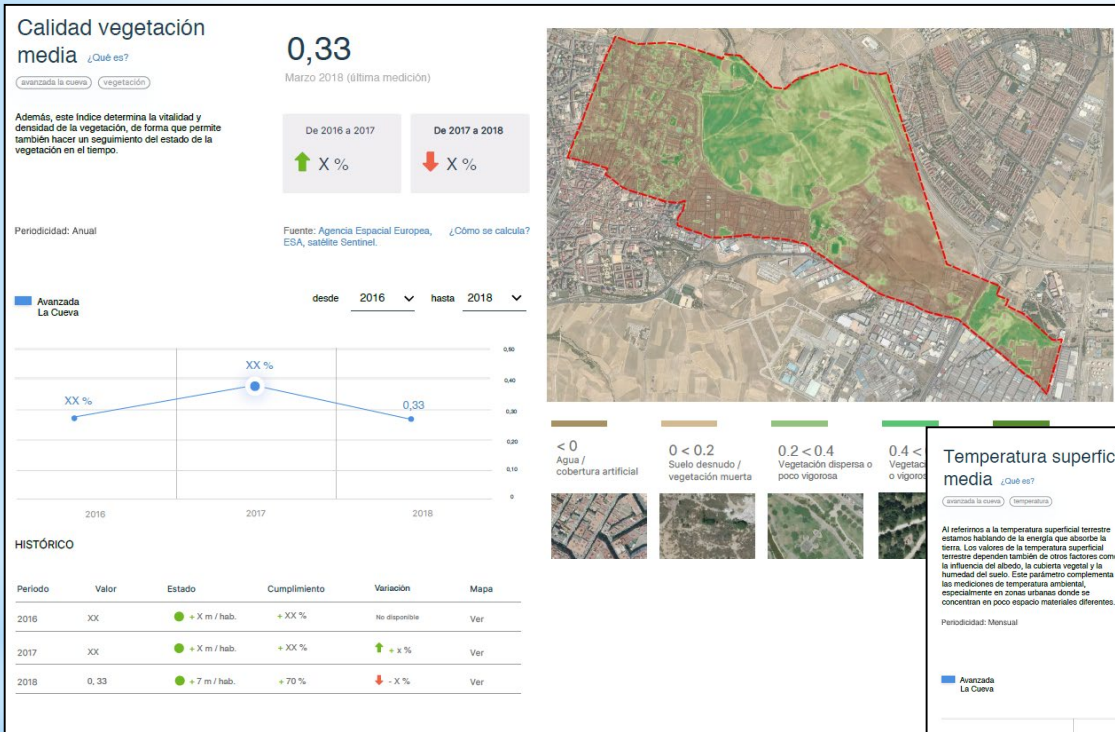 Calidad vegetación
media ¿Qué es?
avanzada la cueva vegetación
Además, este Indice determina la vitalidad y
densidad de la vegetación, de forma que permite
también hacer un seguimiento del estado de la
vegetación en el tiempo.
Periodicidad: Anual
0,33
Marzo 2018 (última medición)
De 2016 a 2017
X %
De 2017 a 2018
X %
Fuente: Agencia Espacial Europea,
ESA, satélite Sentinel.
¿Cómo se calcula?
Avanzada
La Cueva
desde 2016 hasta 2018
XX %
XX %
0,33
0,50
0,40
0,30
0,20
0,10
0
2016 2017 2018
HISTÓRICO
Periodo Valor Estado Cumplimiento Variación Mapa
2016 XX + X m / hab. + XX % No disponible Ver
2017 XX + X m / hab. + XX % + x % Ver
2018 0, 33 + 7 m / hab. + 70 % - X % Ver
< 0
Agua /
cobertura artificial
0 < 0.2
Suelo desnudo /
vegetación muerta
0.2 < 0.4
Vegetación dispersa o
poco vigorosa
0.4 <
Vegetaci
o vigoros
Temperatura superfic
media ¿Qué es?
avanzada la cueva temperatura
Al referirnos a la temperatura superficial terrestre
estamos hablando de la energía que absorbe la
tierra. Los valores de la temperatura superficial
terrestre dependen también de otros factores como
la influencia del albedo, la cubierta vegetal y la
humedad del suelo. Este parámetro complementa
las mediciones de temperatura ambiental,
especialmente en zonas urbanas donde se
concentran en poco espacio materiales diferentes.
Periodicidad: Mensual
Avanzada
La Cueva